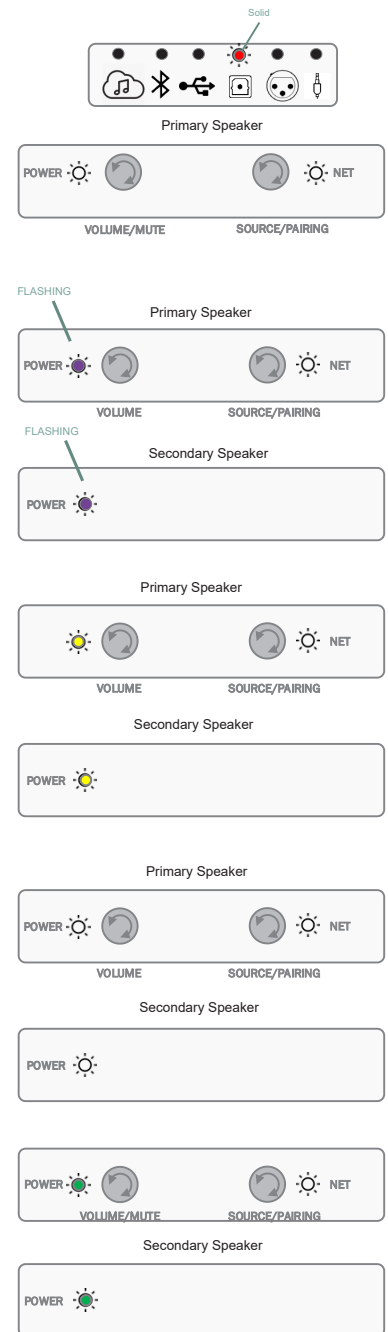 Solid
Primary Speaker
POWER NET
VOLUME/MUTE SOURCE/PAIRING
FLASHING
Primary Speaker
POWER NET
VOLUME SOURCE/PAIRING
FLASHING
Secondary Speaker
POWER
Primary Speaker
NET
VOLUME SOURCE/PAIRING
Secondary Speaker
POWER
Primary Speaker
POWER NET
VOLUME SOURCE/PAIRING
Secondary Speaker
POWER
POWER NET
VOLUME/MUTE SOURCE/PAIRING
Secondary Speaker
POWER